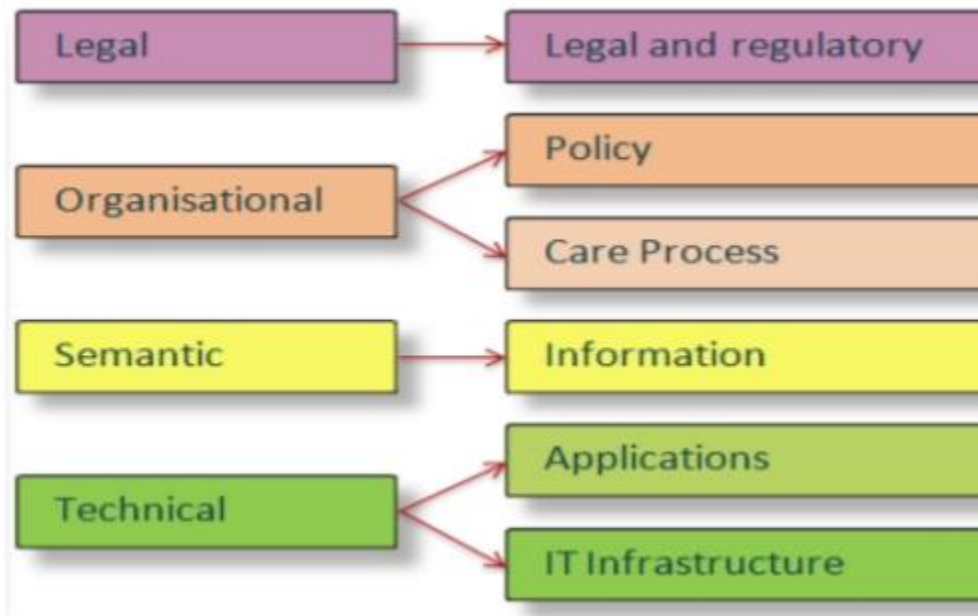 Legal
Legal and regulatory
Organisational
Policy
Care Process
Semantic
Information
Technical
Applications
IT Infrastructure